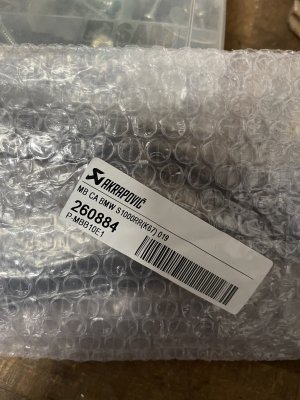 AKRAPOVIČ
MB CA BMW S1000RR(K67) 019
260884
P-MBB10E1